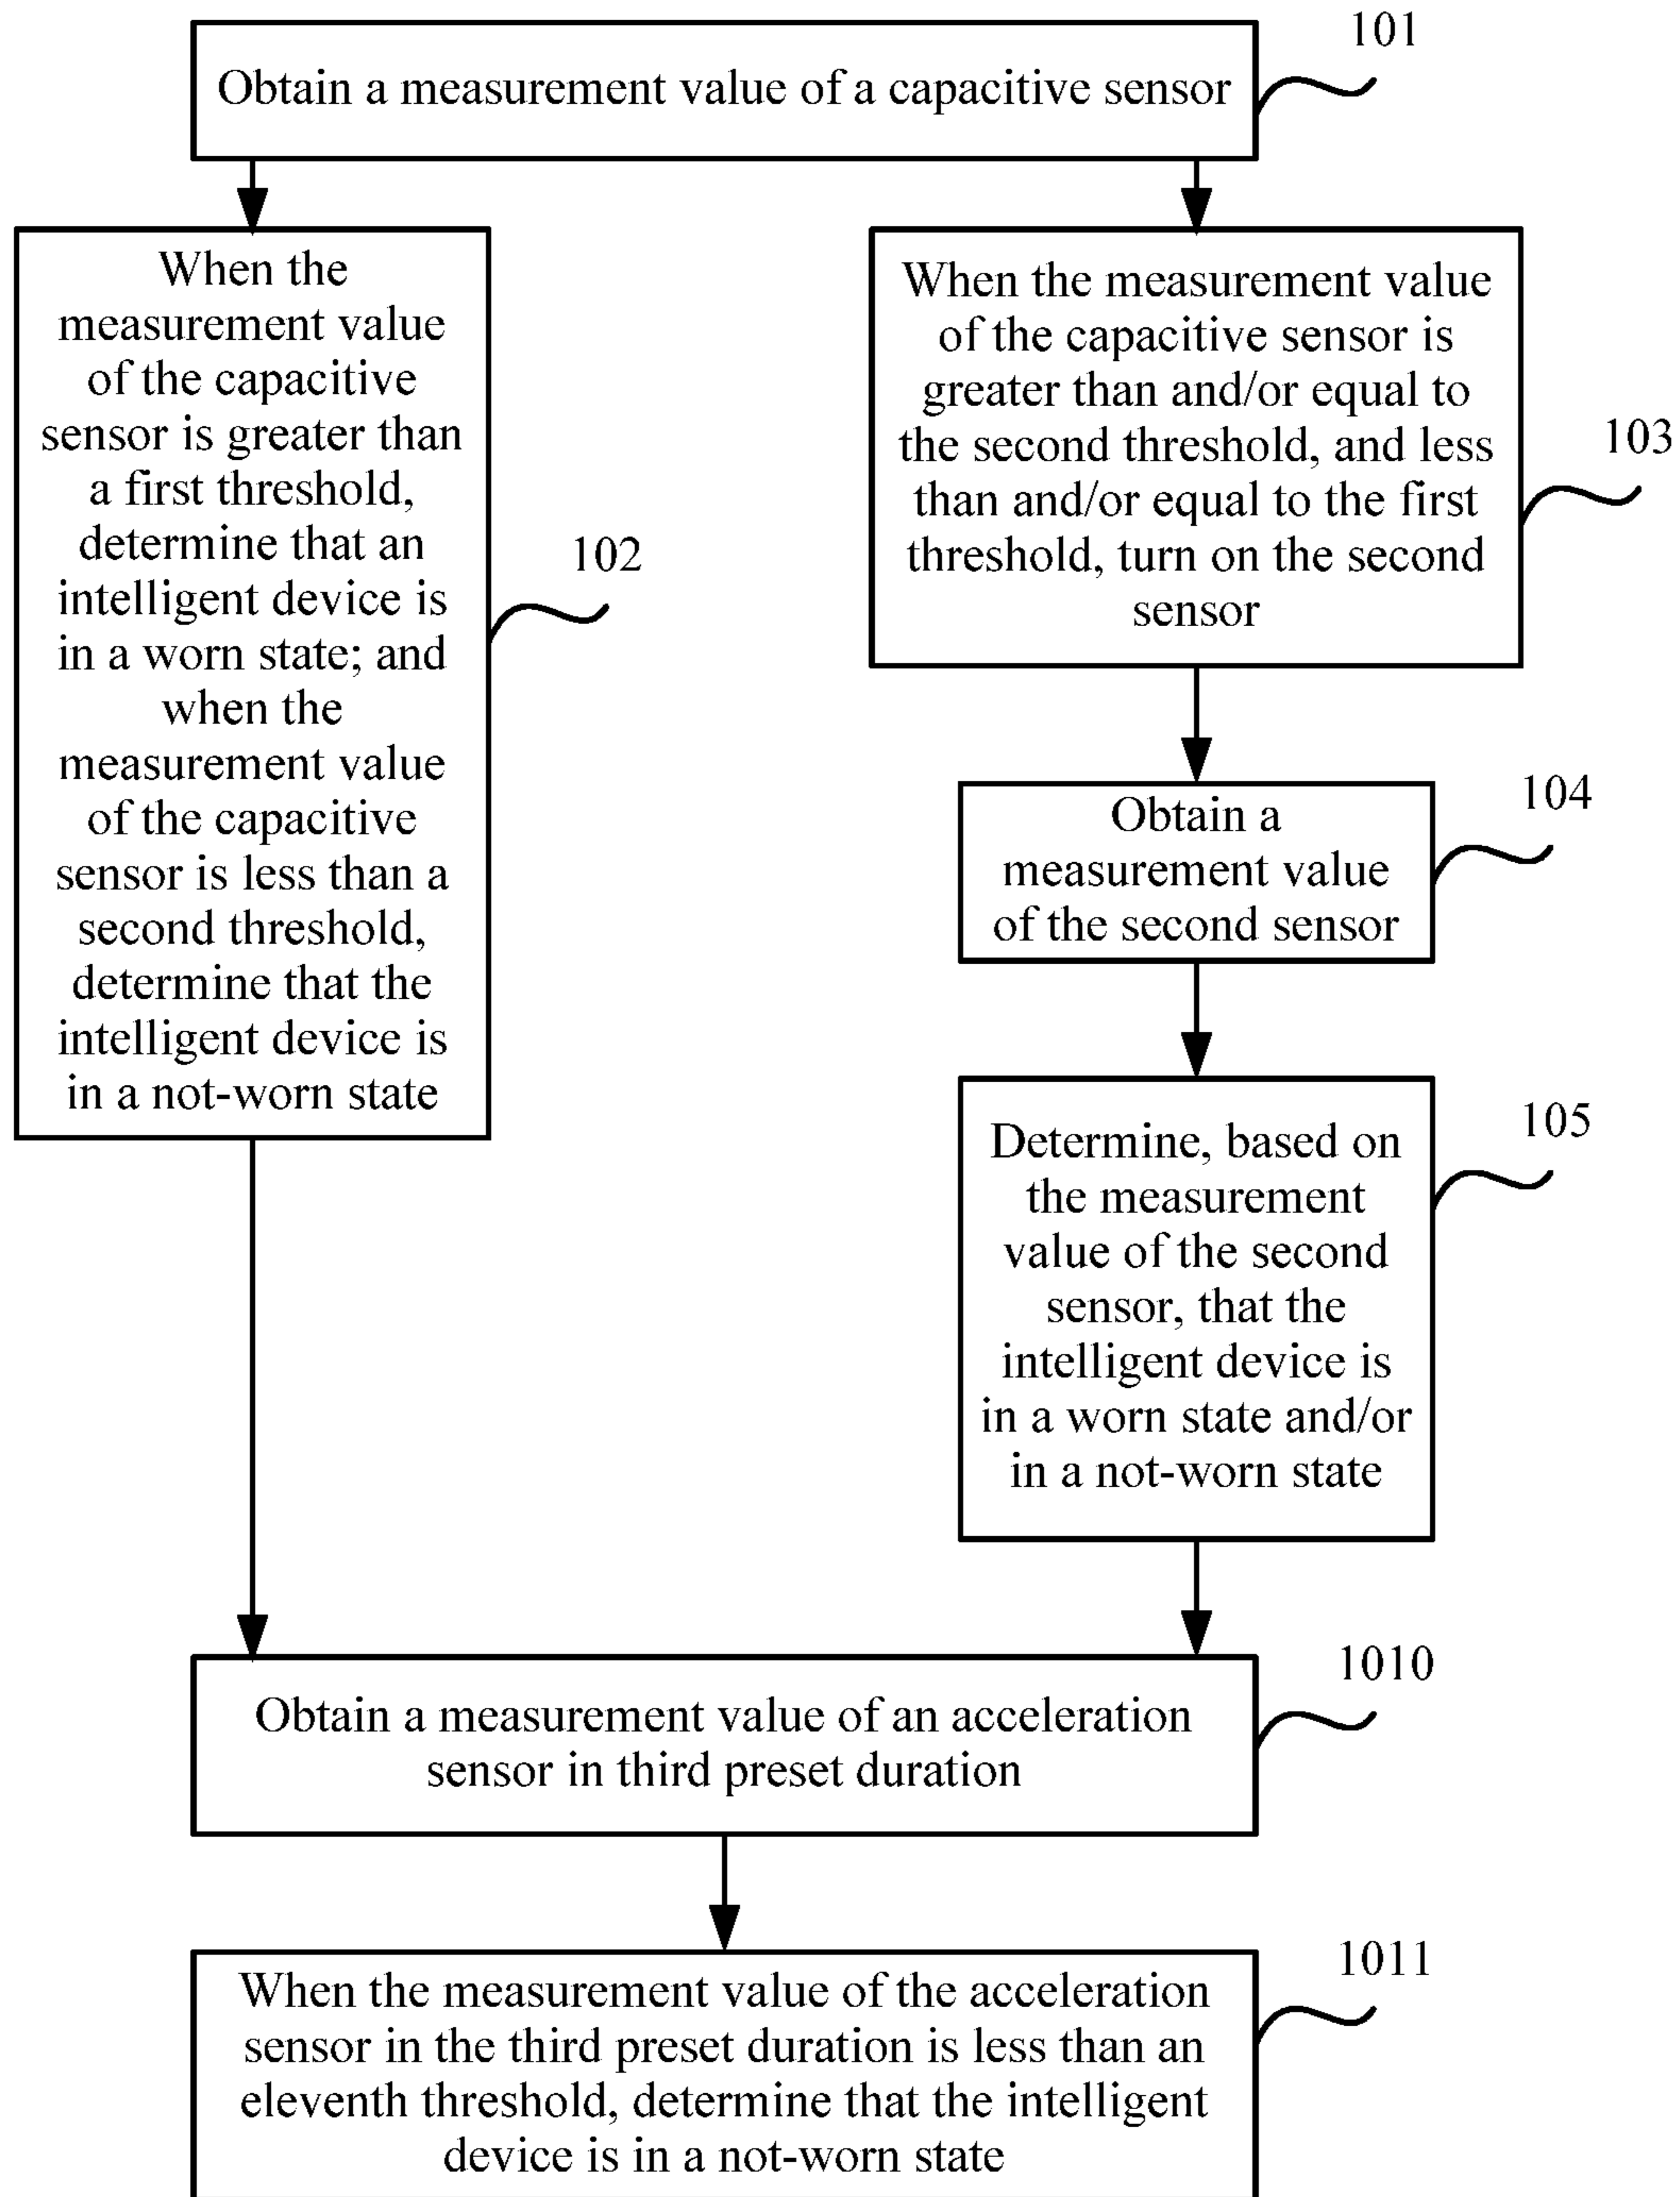 101
Obtain a measurement value of a capacitive sensor
When the
measurement value
of the capacitive
sensor is greater than
a first threshold,
determine that an
intelligent device is
in a worn state; and
when the
measurement value
of the capacitive
sensor is less than a
second threshold,
determine that the
intelligent device is
in a not-worn state
102
When the measurement value
of the capacitive sensor is
greater than and/or equal to
the second threshold, and less
than and/or equal to the first
threshold, turn on the second
sensor
103
Obtain a
measurement value
of the second sensor
104
Determine, based on
the measurement
value of the second
sensor, that the
intelligent device is
in a worn state and/or
in a not-worn state
105
Obtain a measurement value of an acceleration
sensor in third preset duration
1010
When the measurement value of the acceleration
sensor in the third preset duration is less than an
eleventh threshold, determine that the intelligent
device is in a not-worn state
1011